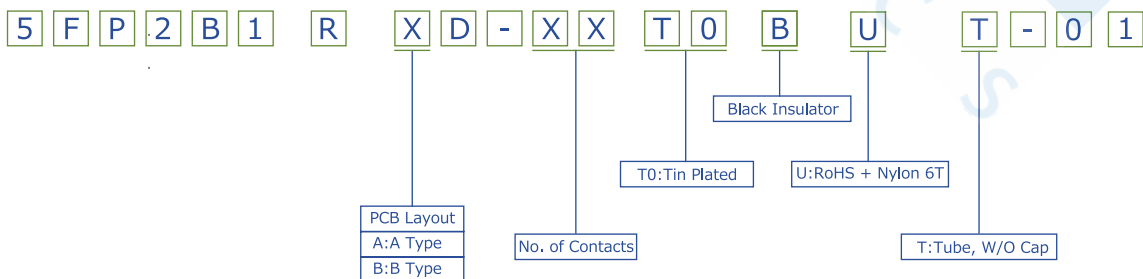 5FP2B1 R XD-XX T0 B U T-01
Black Insulator
T0:Tin Plated
U:RoHS + Nylon 6T
PCB Layout
A:A Type
B:B Type
No. of Contacts
T:Tube, W/O Cap